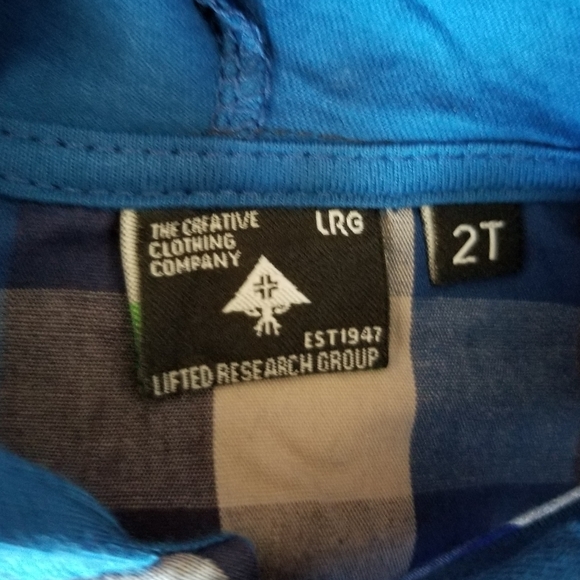 THE CREATIVE
CLOTHING
COMPANY
LRG
EST1947
LIFTED RESEARCH GROUP
2T